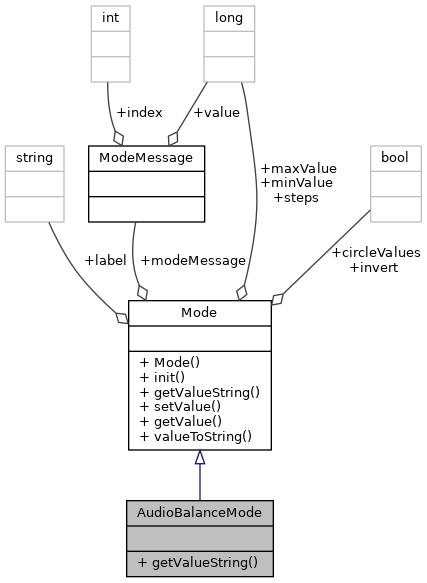 int
long
+index
+value
string
ModeMessage
bool
+maxValue
+minValue
+steps
+label
+modeMessage
+circleValues
+invert
Mode
+ Mode()
+ init()
+ getValueString()
+ setValue()
+ getValue()
+ valueToString()
AudioBalanceMode
+ getValueString()